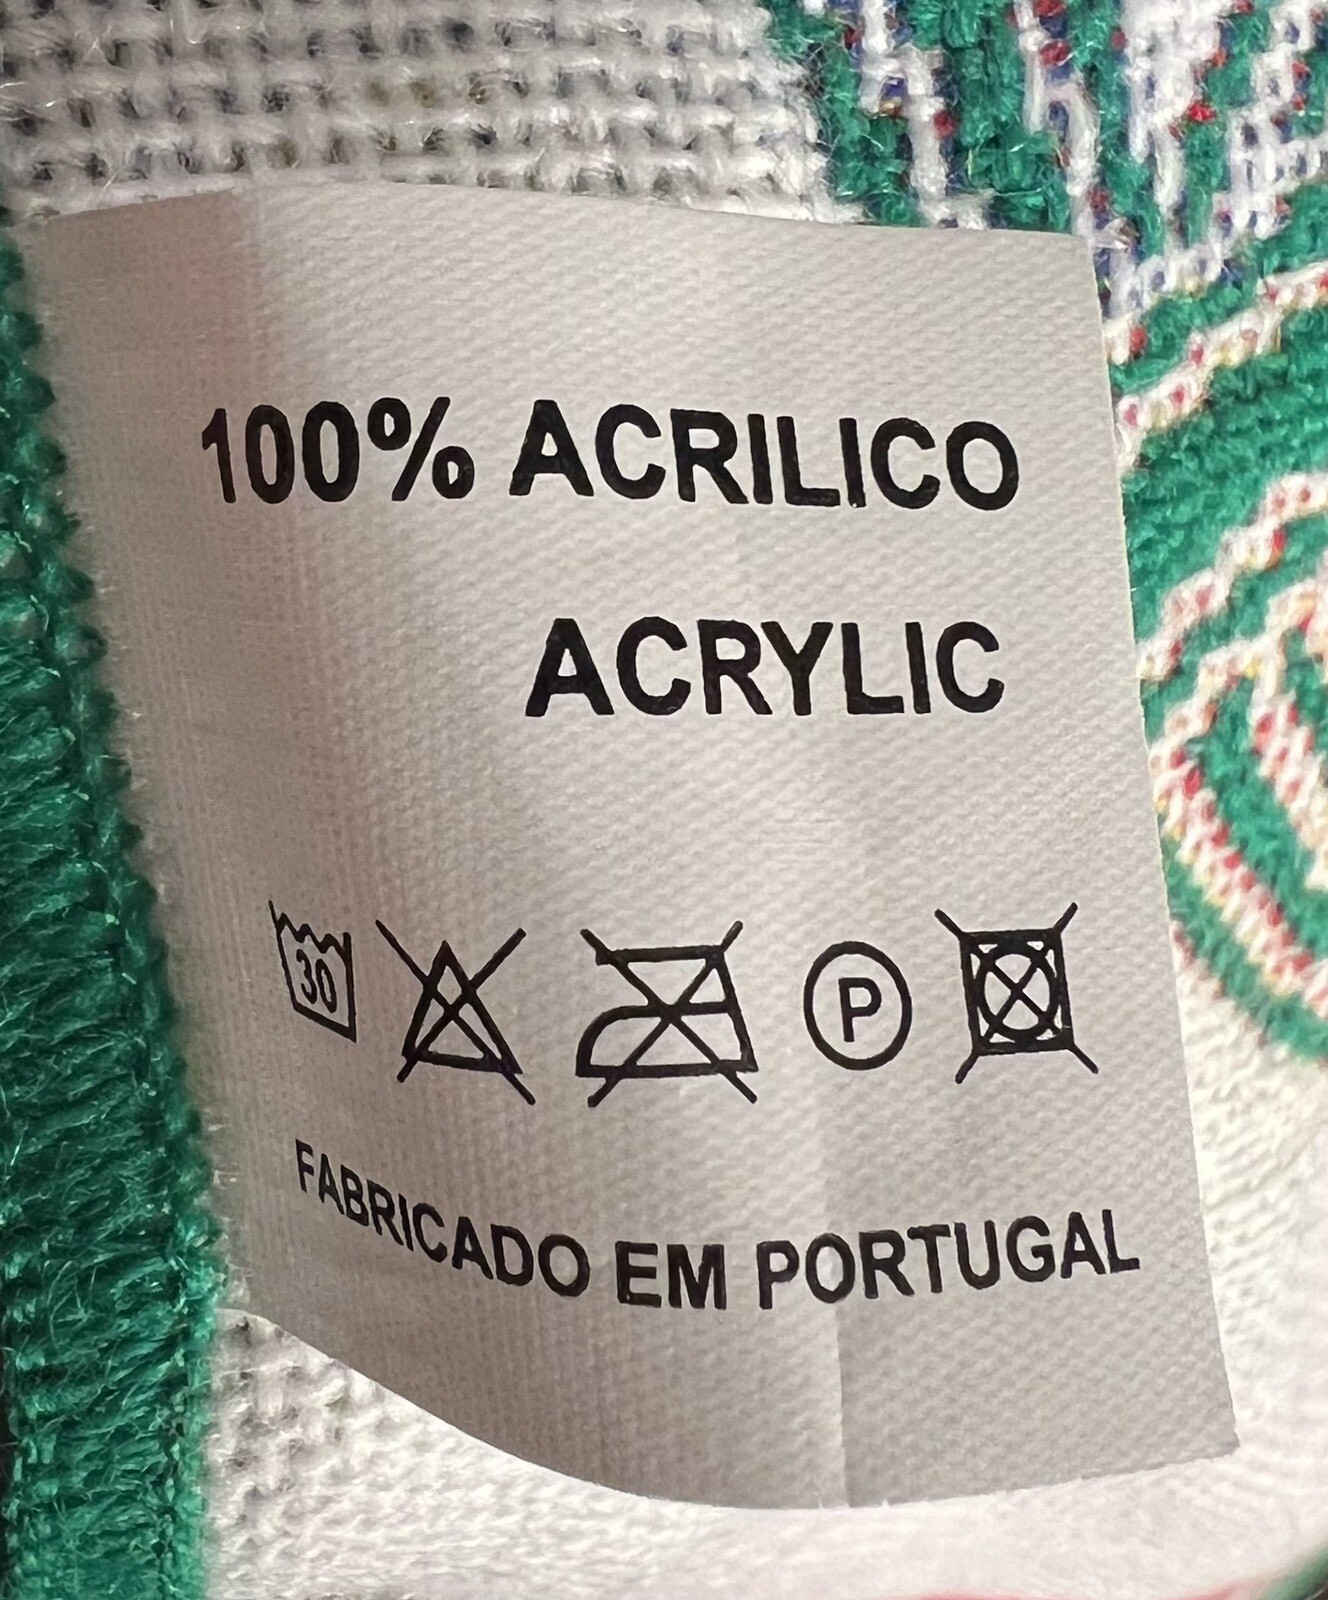 100% ACRILICO
ACRYLIC
30 P
FABRICADO EM PORTUGAL